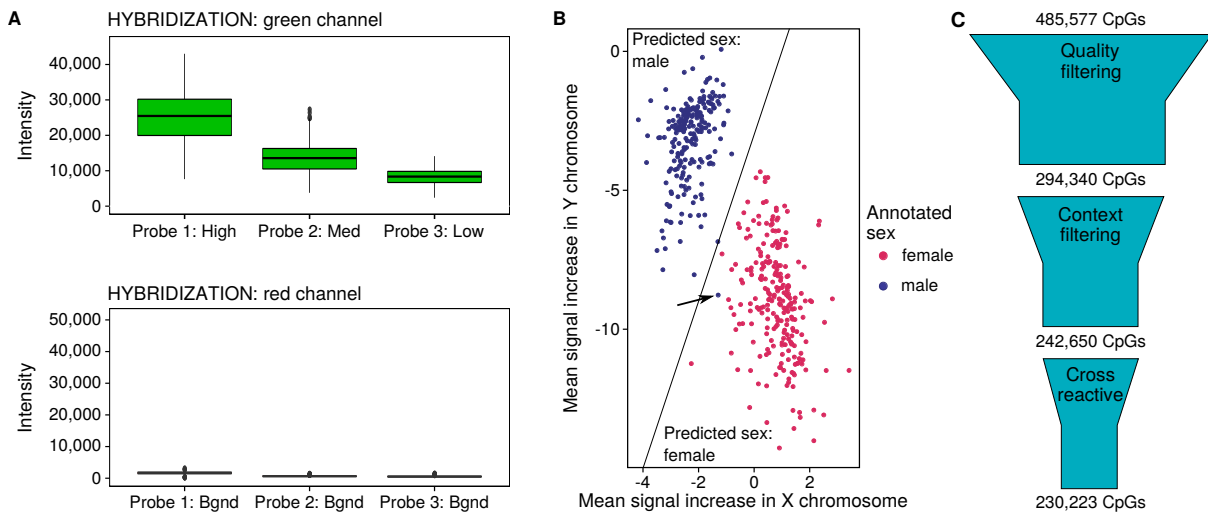 A
HYBRIDIZATION: green channel
Intensity
40,000
30,000
20,000
10,000
0
Probe 1: High
Probe 2: Med
Probe 3: Low
HYBRIDIZATION: red channel
Intensity
50,000
40,000
30,000
20,000
10,000
0
Probe 1: Bgnd
Probe 2: Bgnd
Probe 3: Bgnd
B
Mean signal increase in Y chromosome
0
-5
-10
Predicted sex:
male
Predicted sex:
female
-4
-2
0
2
Mean signal increase in X chromosome
Annotated
sex
female
male
C
485,577 CpGs
Quality
filtering
294,340 CpGs
Context
filtering
242,650 CpGs
Cross
reactive
230,223 CpGs